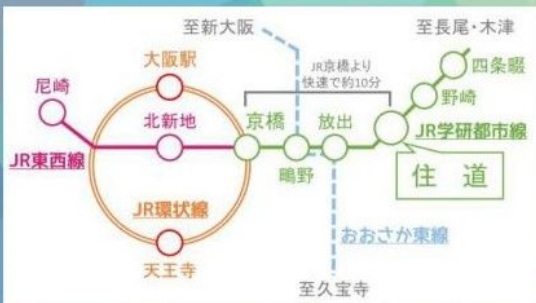 至新大阪
至長尾・木津
大阪駅
JR京橋より
快速で約10分
四条畷
尼崎
野崎
北新地
京橋
放出
JR学研都市線
JR東西線
鴫野
住道
JR環状線
おおさか東線
天王寺
至久宝寺